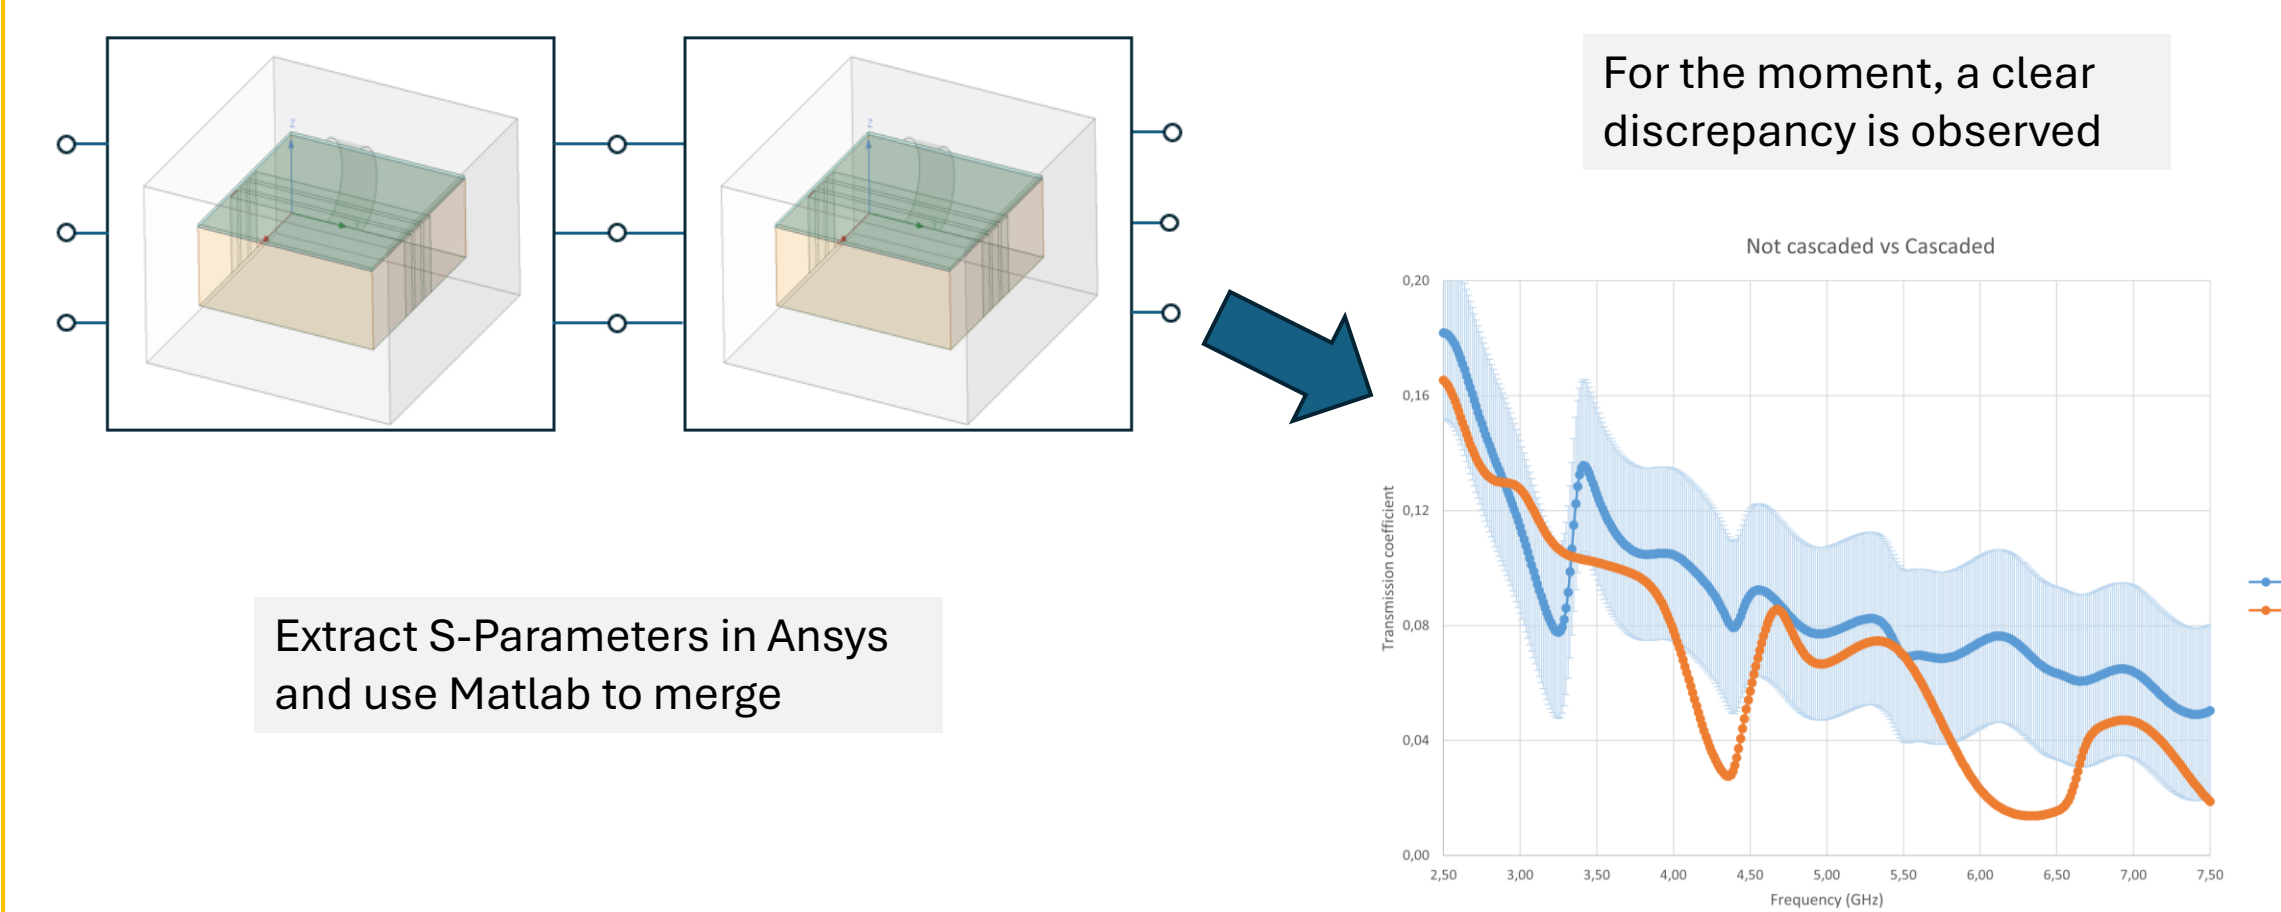 Z
Z
For the moment, a clear
discrepancy is observed
Extract S-Parameters in Ansys
and use Matlab to merge
Not cascaded vs Cascaded
Transmission coefficient
0,20
0,16
0,12
0,08
0,04
0,00
2,50 3,00 3,50 4,00 4,50 5,00 5,50 6,00 6,50 7,00 7,50
Frequency (GHz)